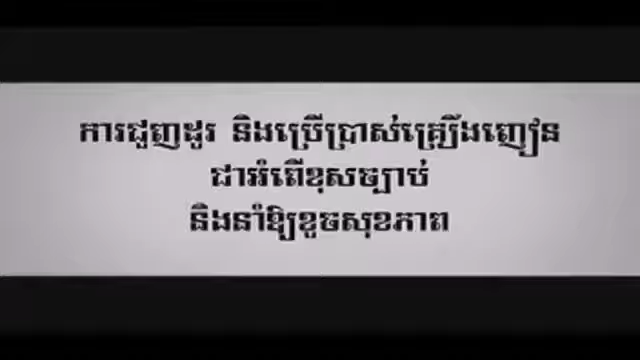 ការជួញដូរ និងប្រើប្រាស់គ្រឿងញៀន
ជាអំពើខុសច្បាប់
និងនាំឱ្យខូចសុខភាព